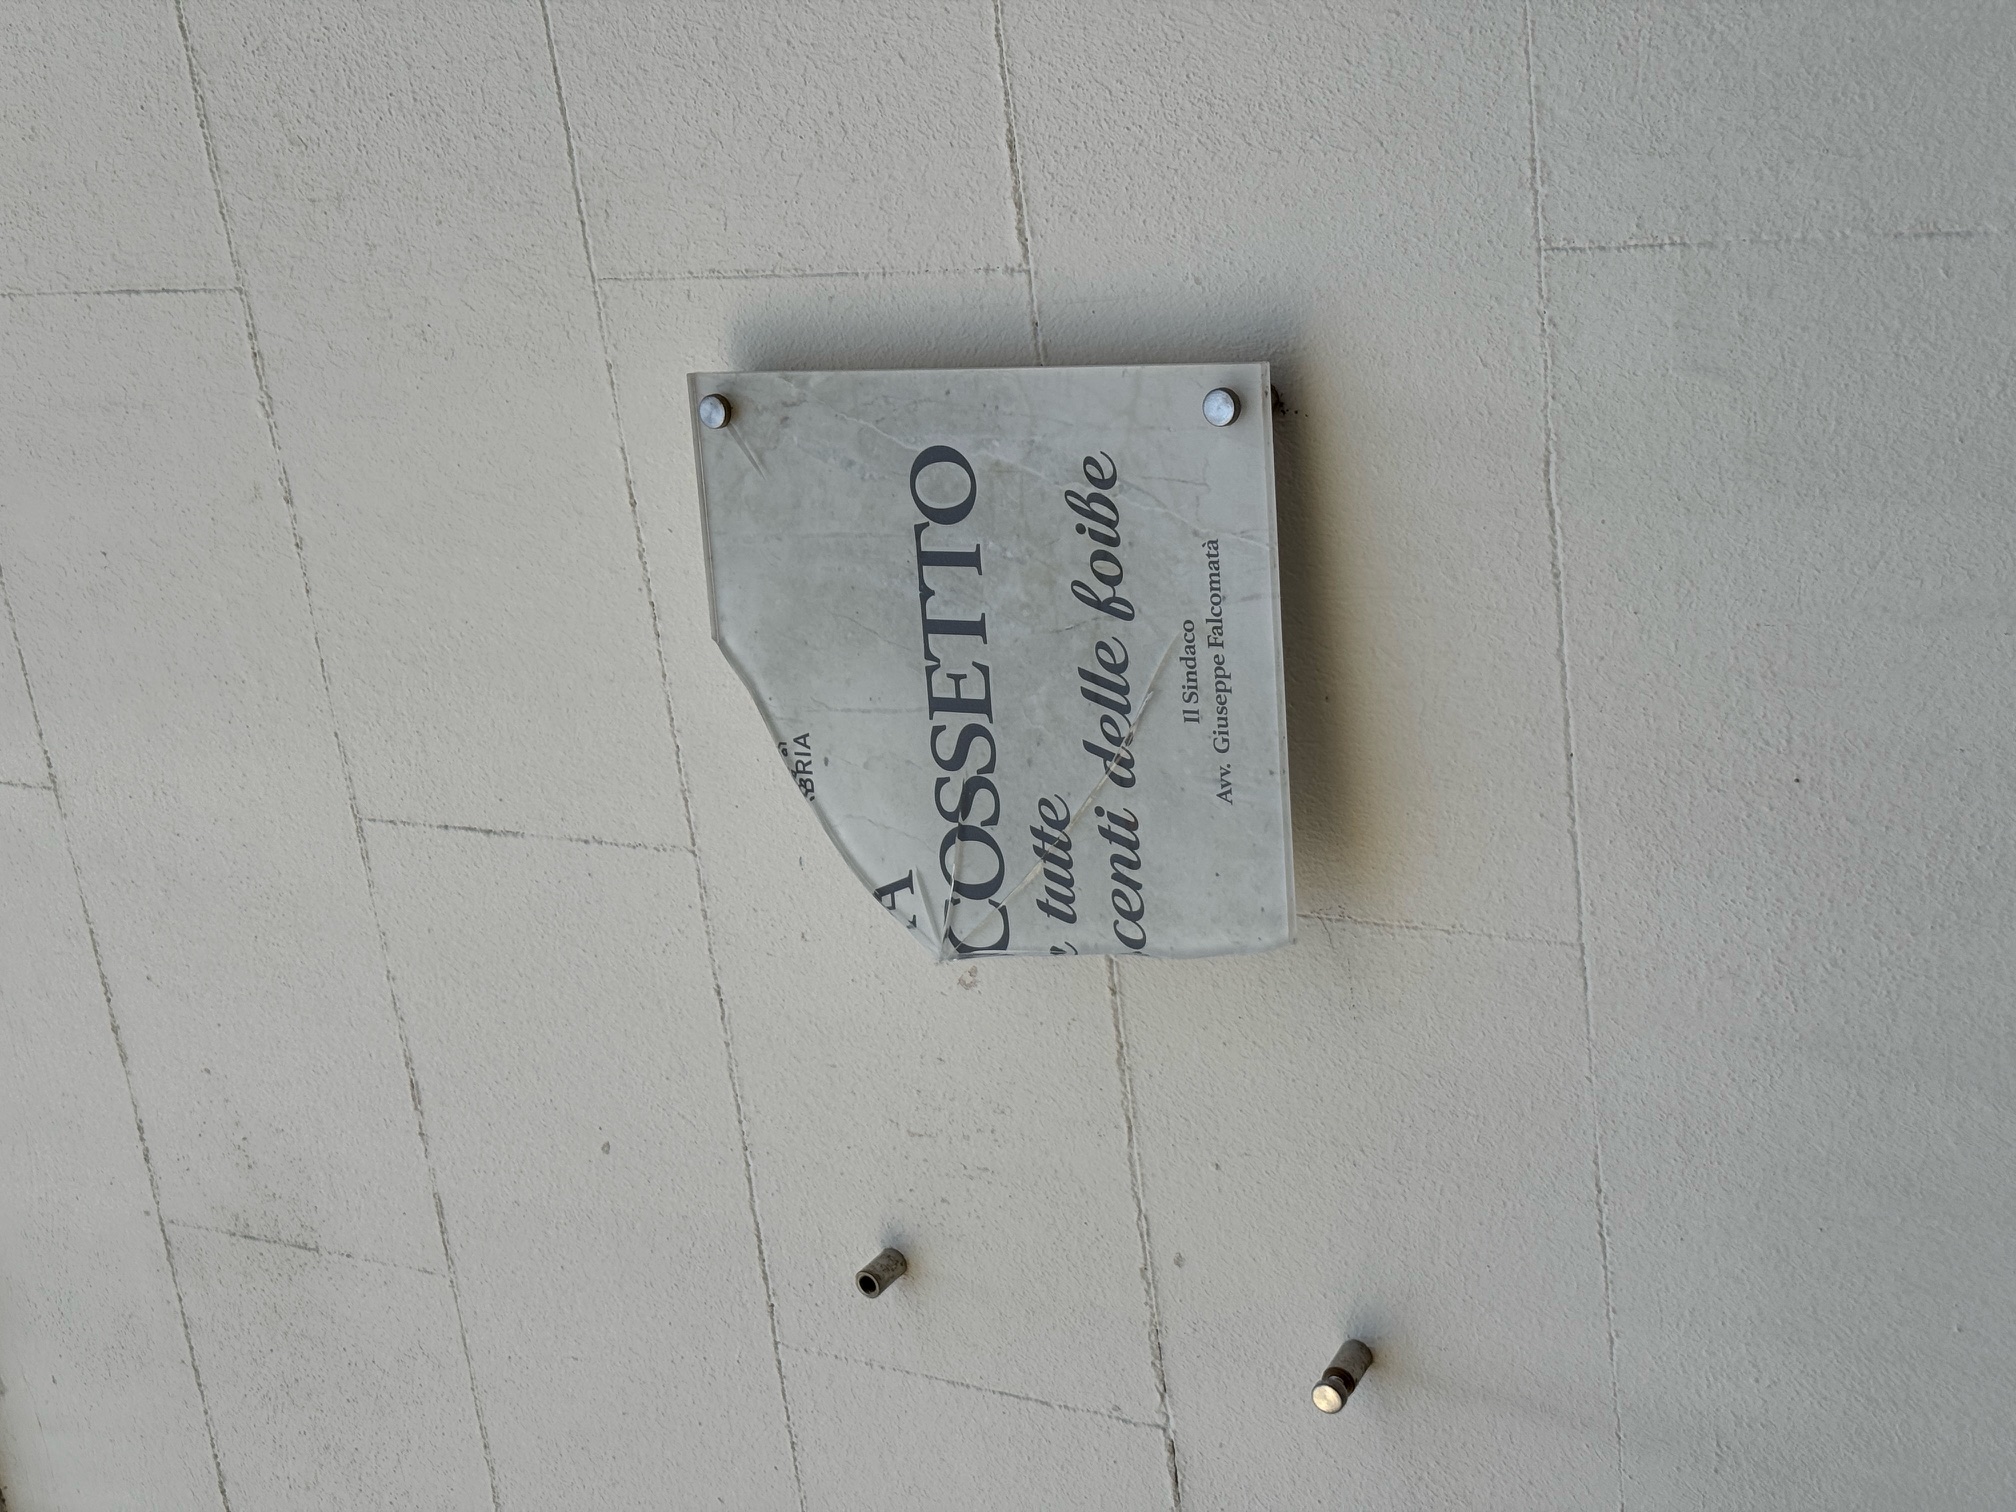 BRIA
A
COSSETTO
tutte
centi delle foibe
Il Sindaco
Avv. Giuseppe Falcomatà